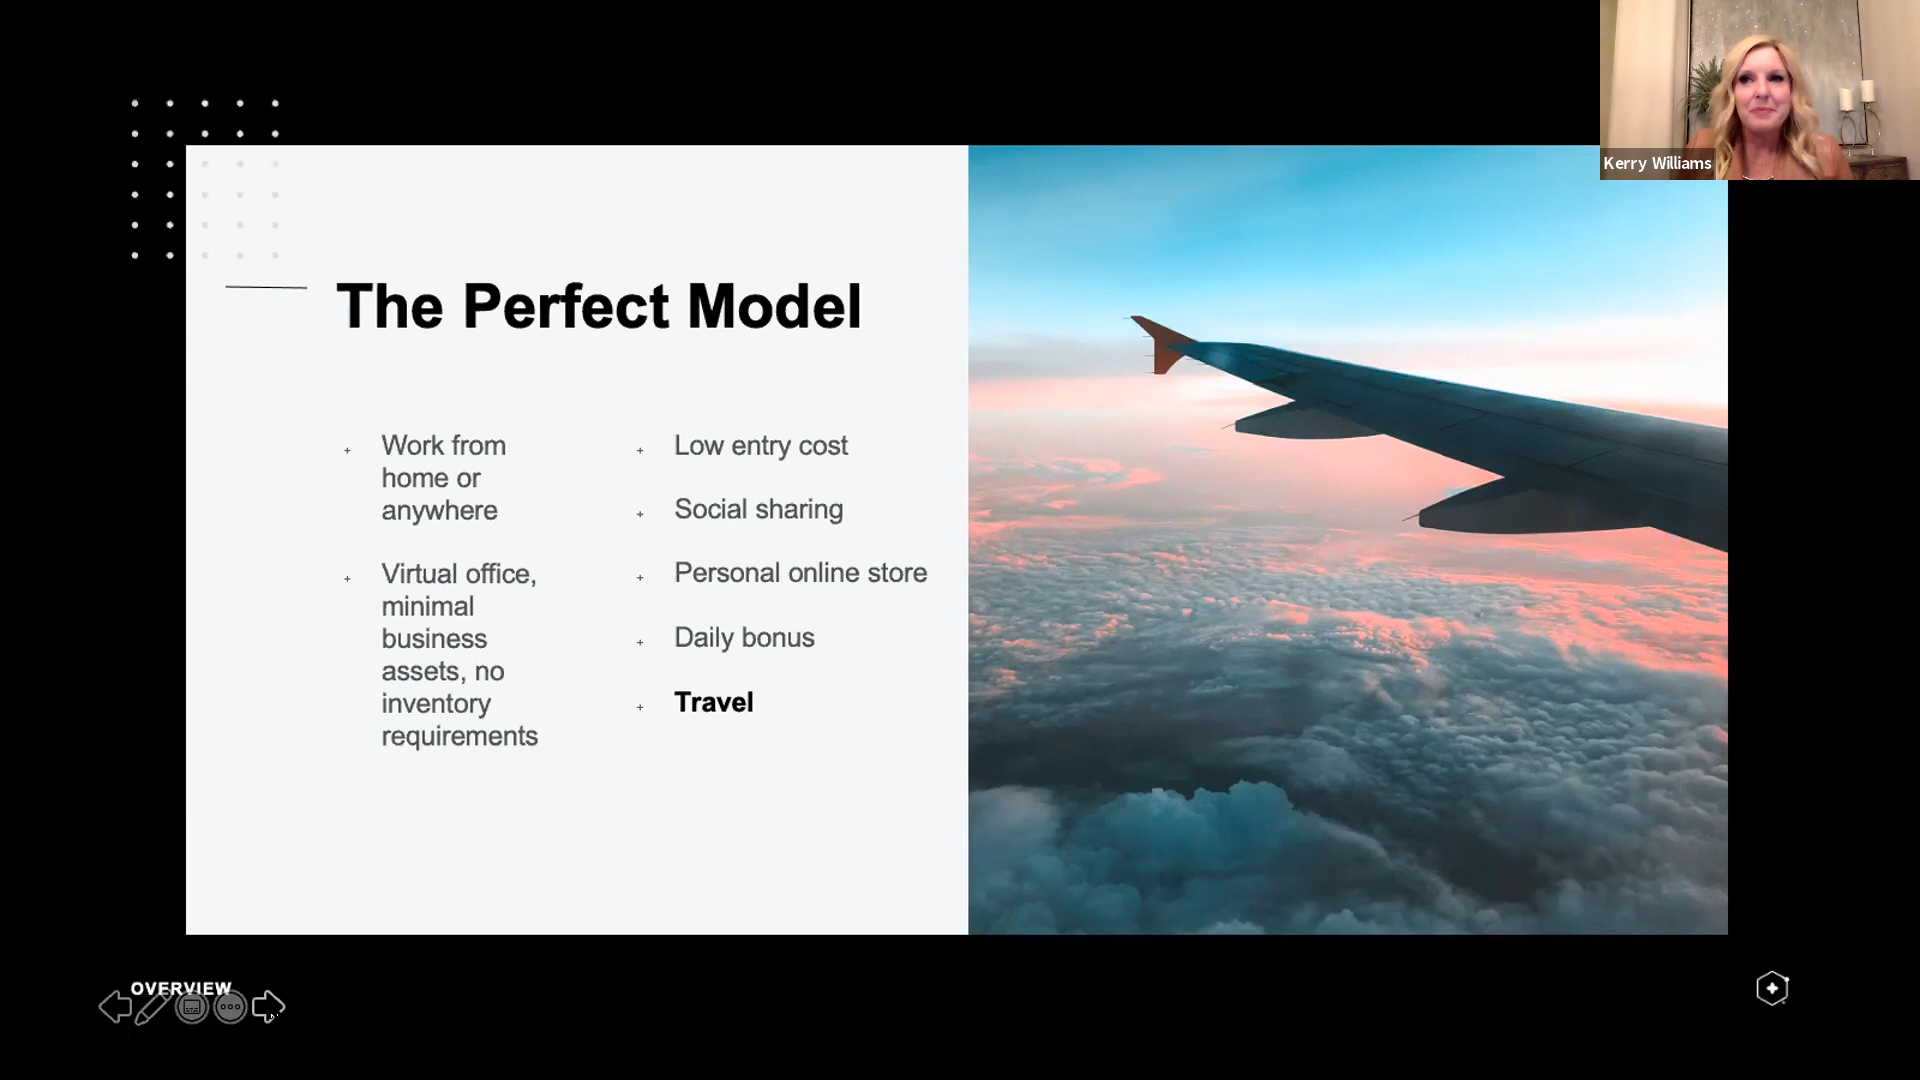 Kerry Williams
The Perfect Model
Work from
home or
anywhere
Virtual office,
minimal
business
assets, no
inventory
requirements
Low entry cost
Social sharing
Personal online store
Daily bonus
Travel
OVERVIEW